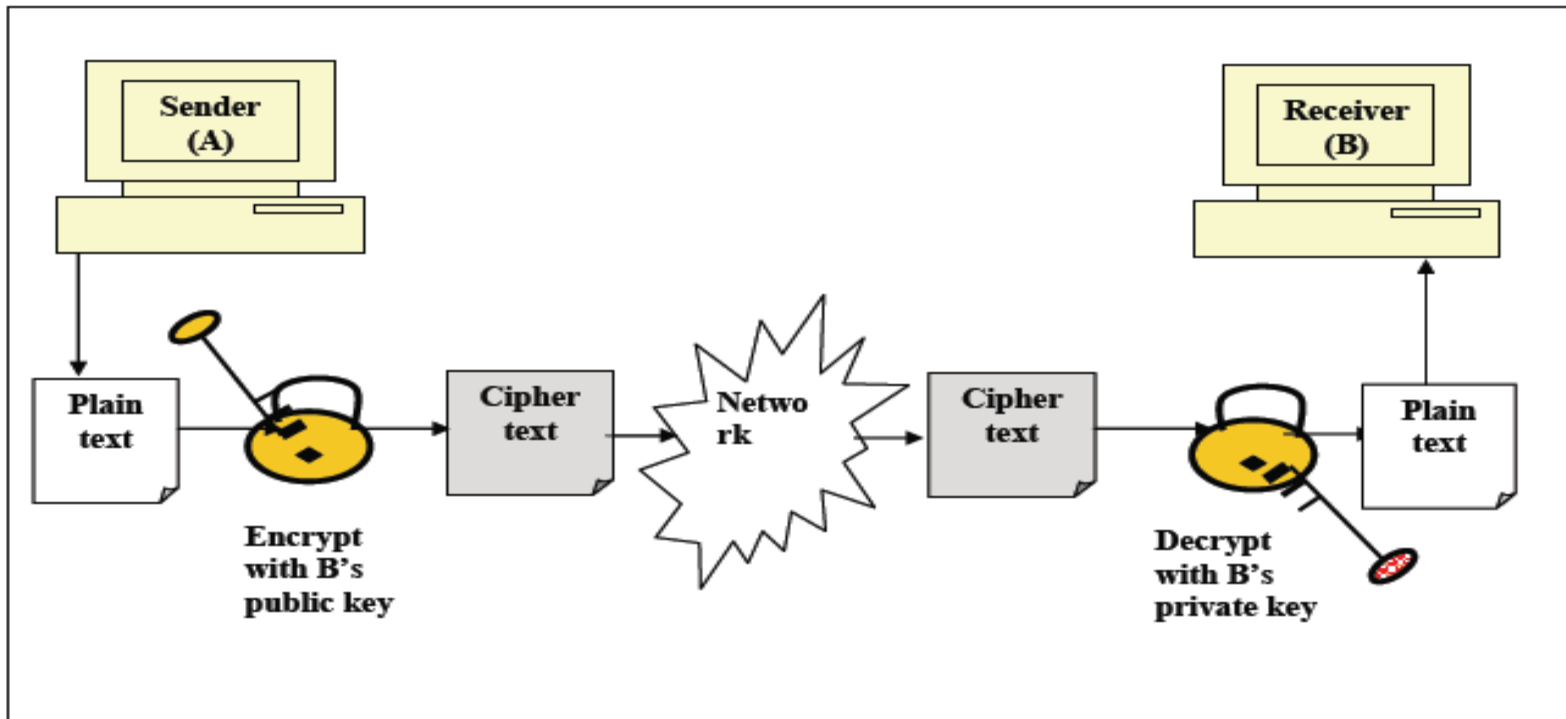 Sender
(A)
Receiver
(B)
Plain
text
Cipher
text
Netwo
rk
Cipher
text
Plain
text
Encrypt
with B’s
public key
Decrypt
with B’s
private key